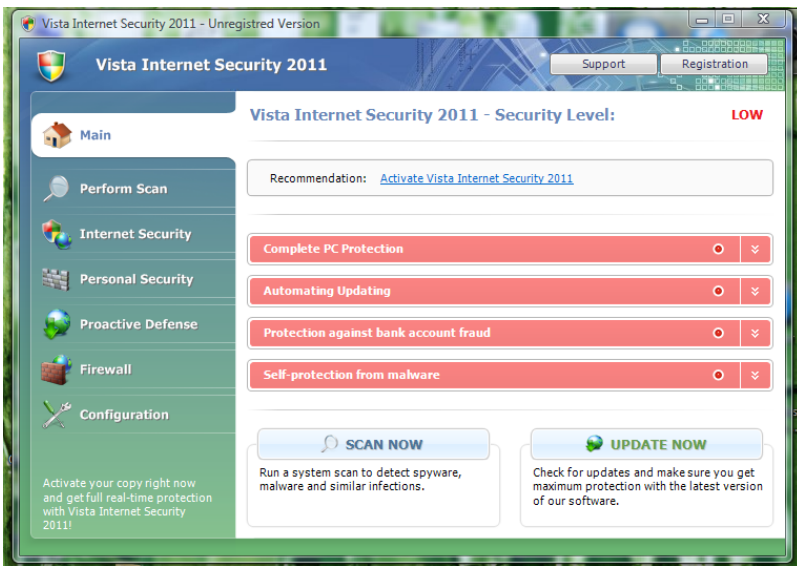 Vista Internet Security 2011 - Unregistred Version
Vista Internet Security 2011
Support
Registration
Main
Perform Scan
Internet Security
Personal Security
Proactive Defense
Firewall
Configuration
Activate your copy right now
and get full real-time protection
with Vista Internet Security
2011!
Vista Internet Security 2011 - Security Level:
LOW
Recommendation: Activate Vista Internet Security 2011
Complete PC Protection
Automating Updating
Protection against bank account fraud
Self-protection from malware
SCAN NOW
Run a system scan to detect spyware,
malware and similar infections.
UPDATE NOW
Check for updates and make sure you get
maximum protection with the latest version
of our software.